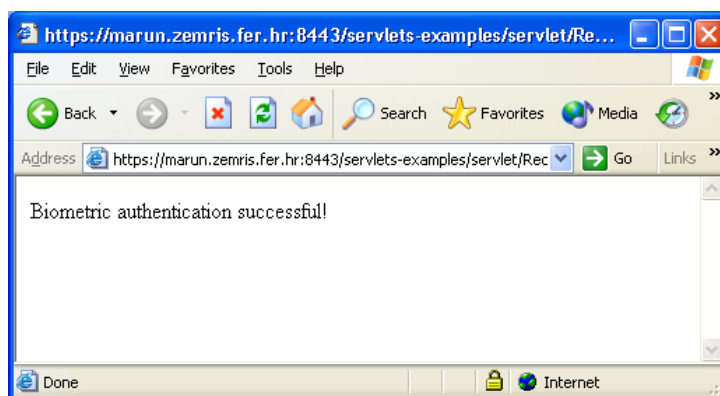 https://marun.zemris.fer.hr:8443/servlets-examples/servlet/Re...
File Edit View Favorites Tools Help
Back Search Favorites Media »
Address https://marun.zemris.fer.hr:8443/servlets-examples/servlet/Rec Go Links »
Biometric authentication successful!
Done Internet